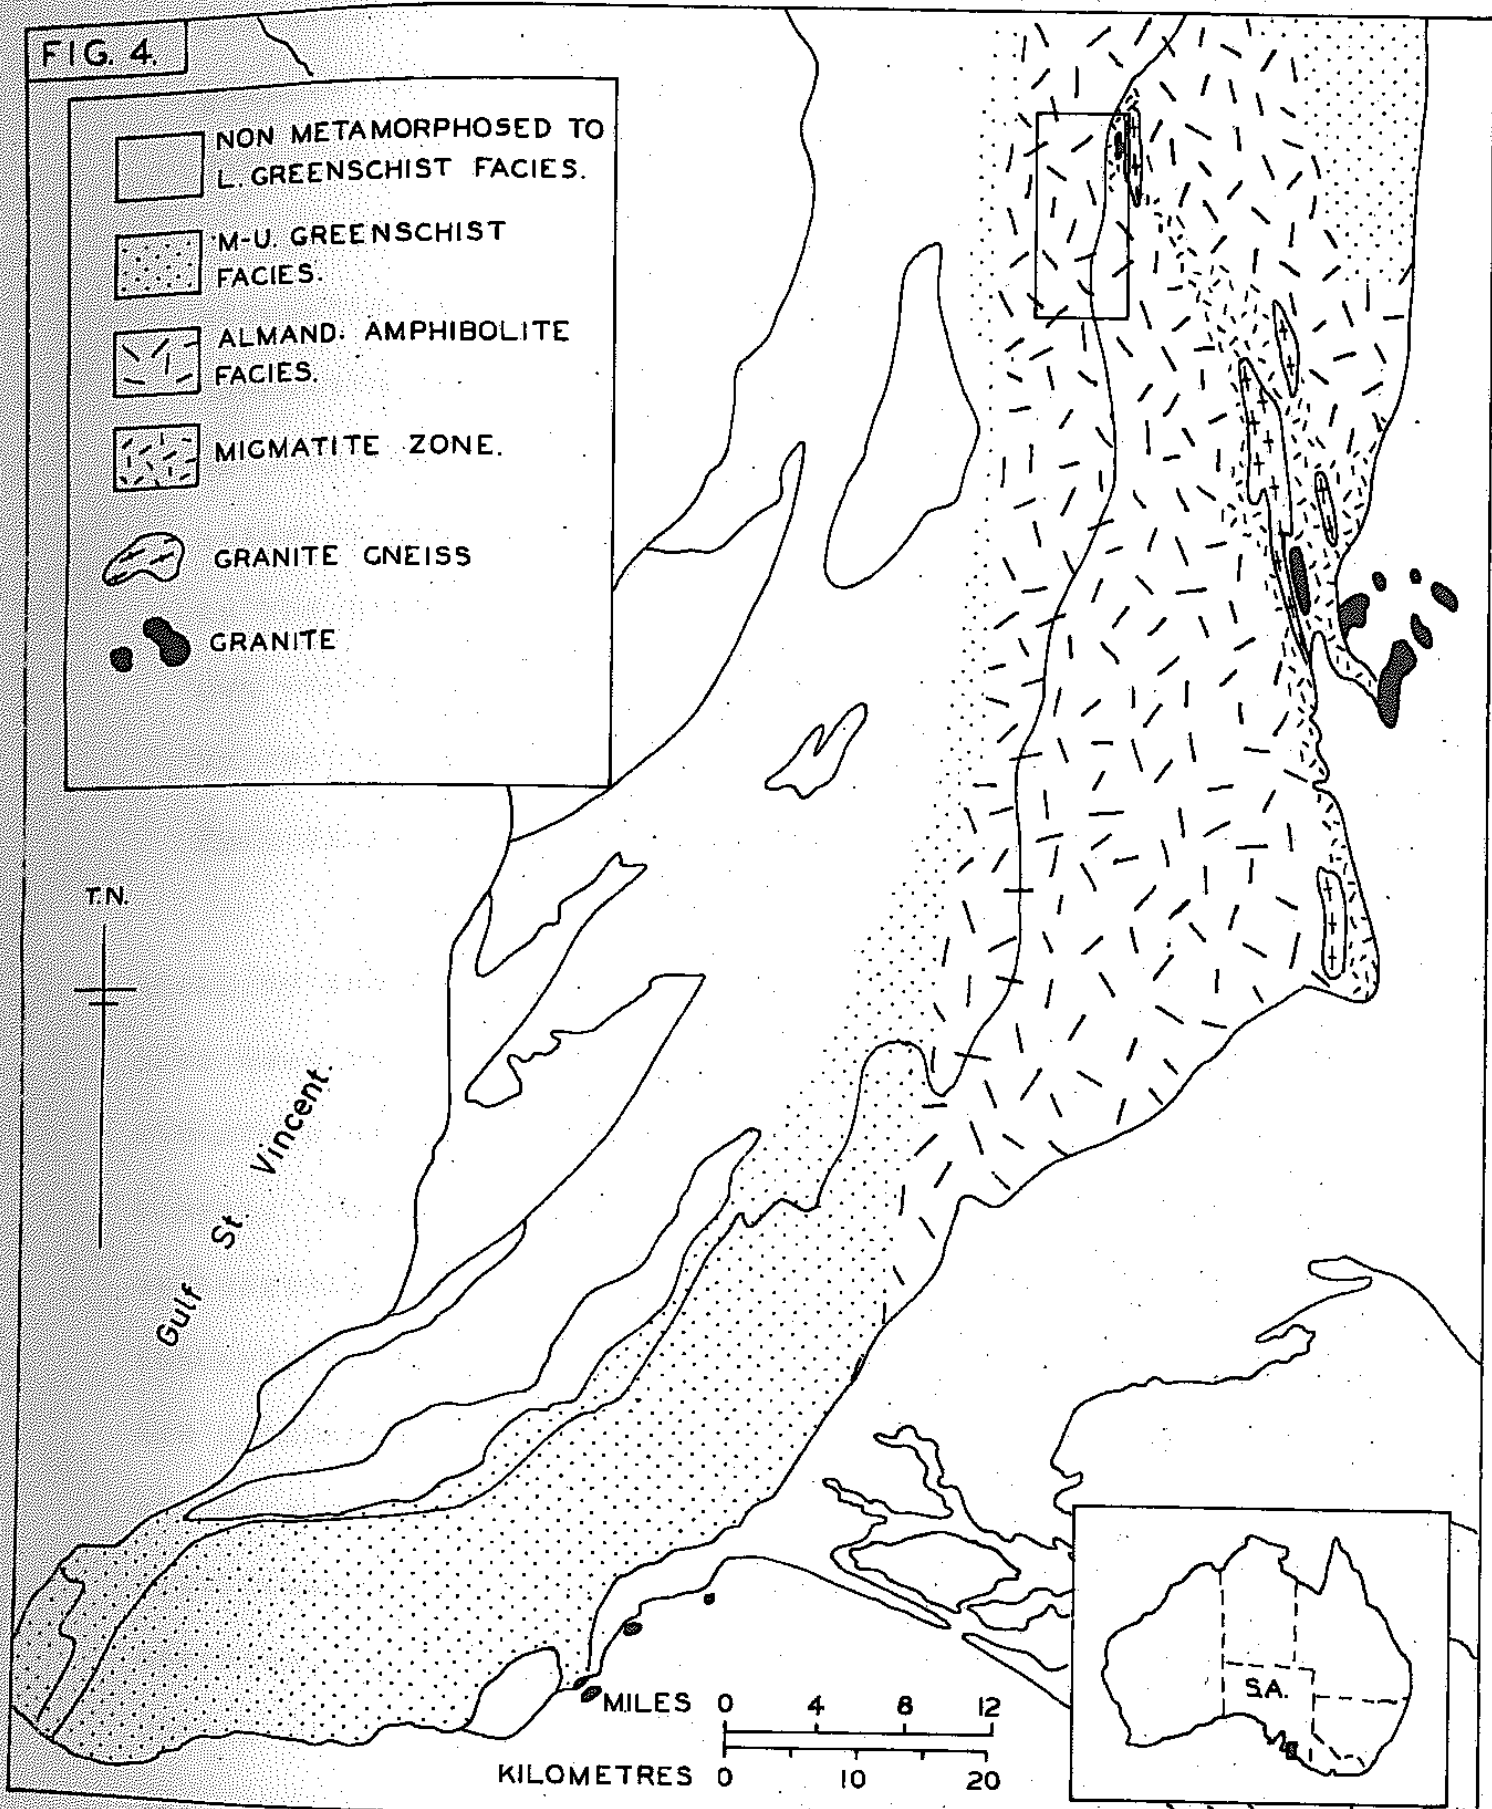 FIG. 4.
NON METAMORPHOSED TO
L. GREENSCHIST FACIES.
M-U. GREENSCHIST
FACIES.
ALMAND. AMPHIBOLITE
FACIES.
MIGMATITE ZONE.
GRANITE GNEISS
GRANITE
T.N.
Gulf St. Vincent.
S.A.
MILES 0 4 8 12
KILOMETRES 0 10 20